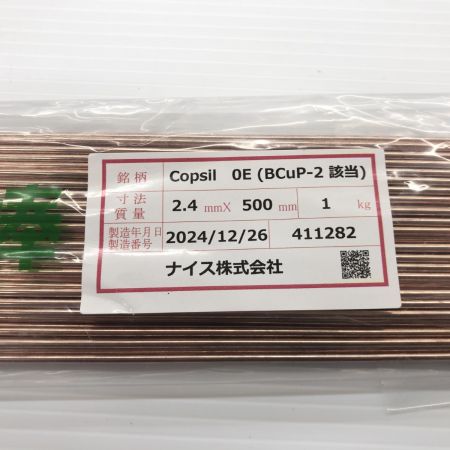 銘柄 Copsil 0E (BCuP-2 該当)
寸法 質量 2.4 mmX 500 mm 1 kg
製造年月日 製造番号 2024/12/26 411282
ナイス株式会社